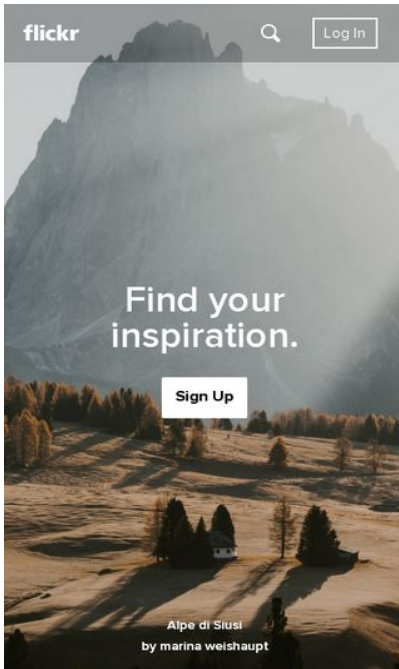 flickr
Log In
Find your
inspiration.
Sign Up
Alpe di Siusi
by marina weishaupt